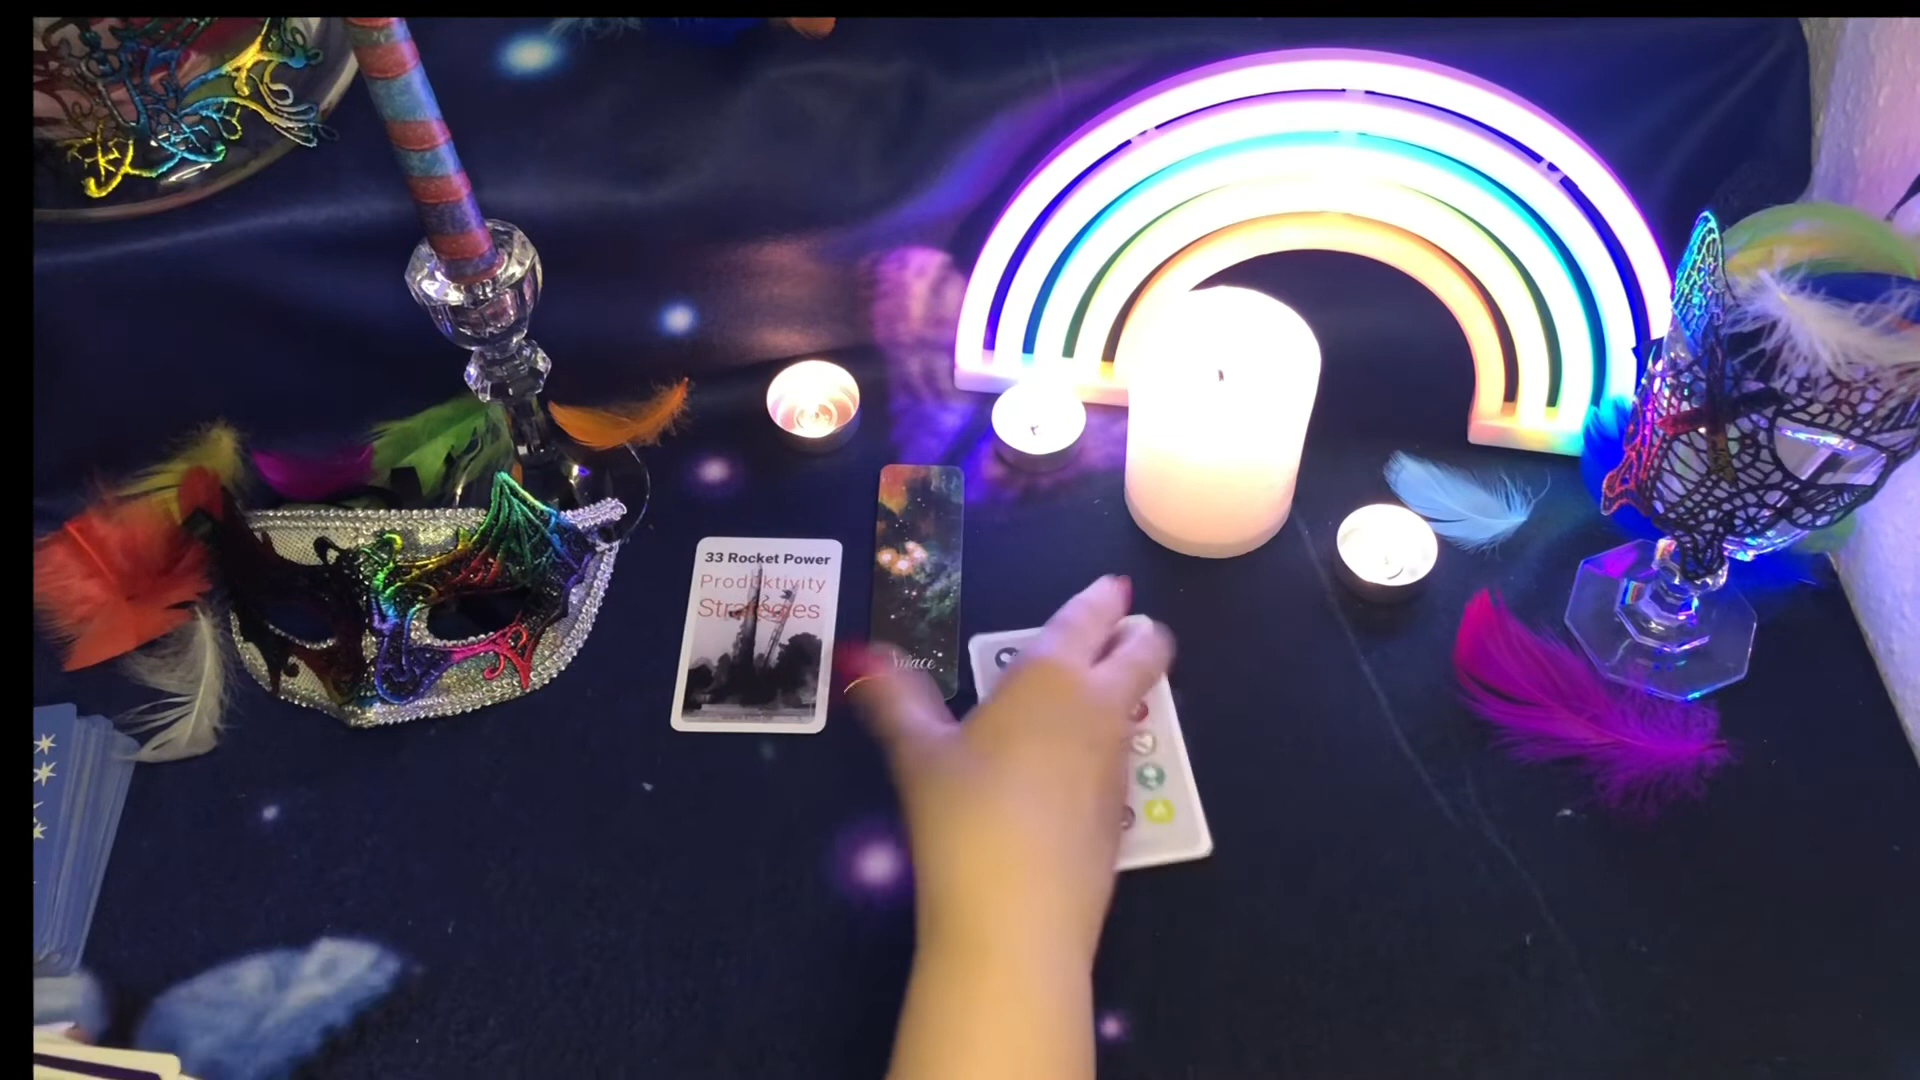 33 Rocket Power
Produktivity
Strategies